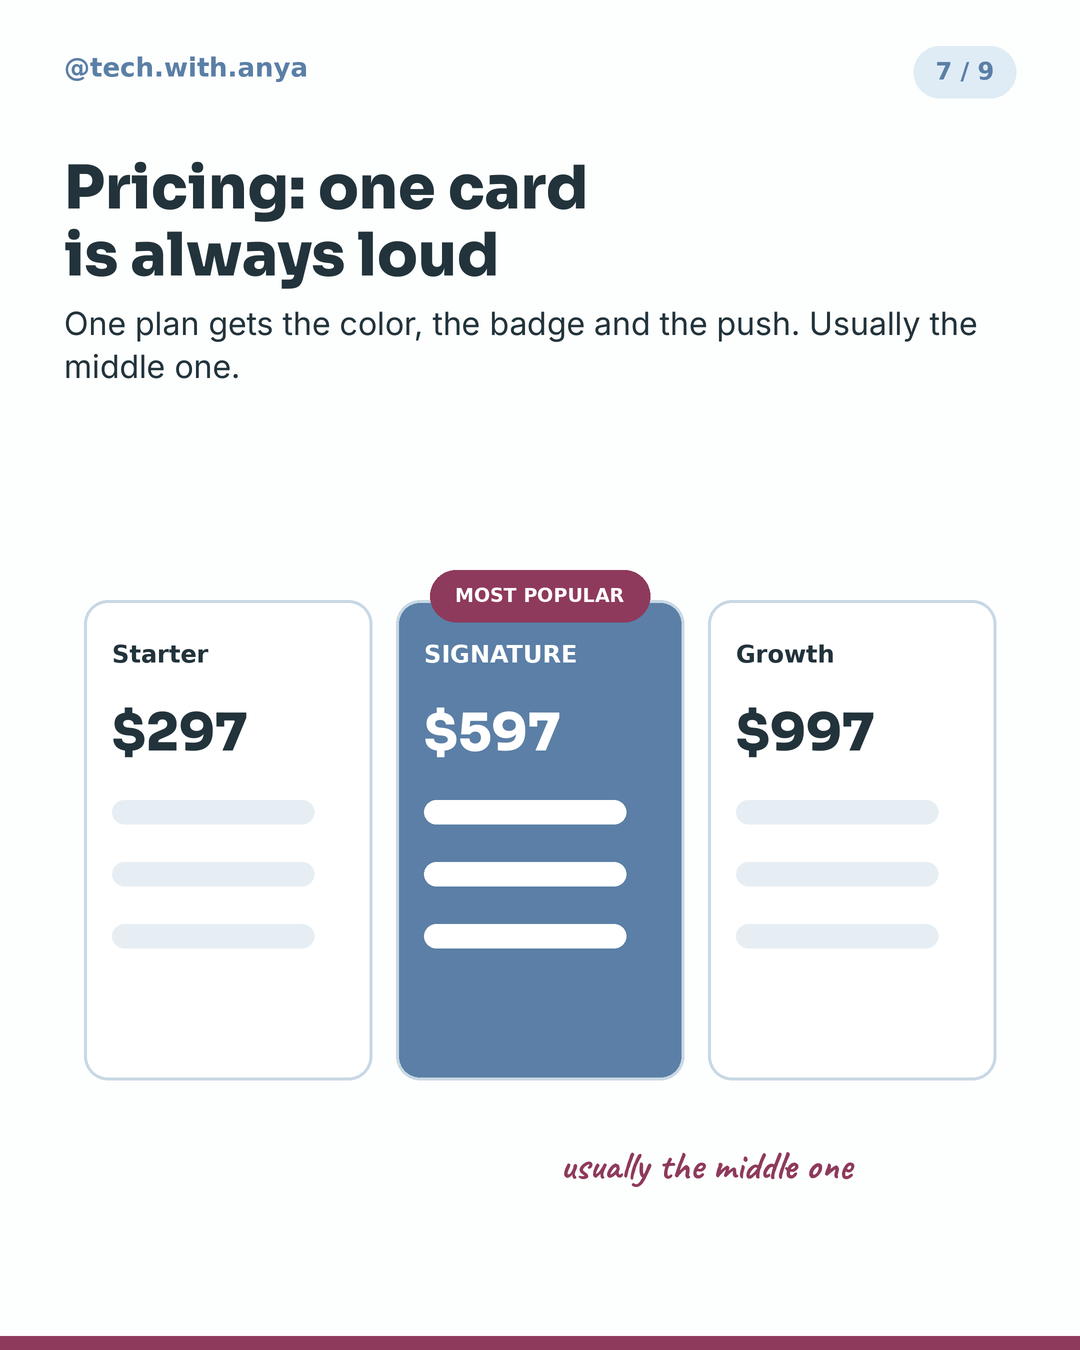 @tech.with.anya
7 / 9
Pricing: one card
is always loud
One plan gets the color, the badge and the push. Usually the
middle one.
MOST POPULAR
Starter
$297
SIGNATURE
$597
Growth
$997
usually the middle one